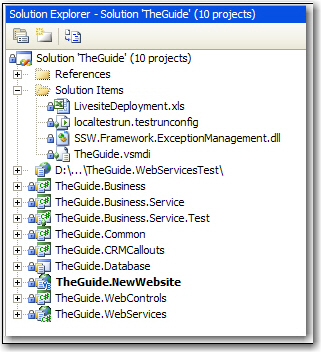 Solution Explorer - Solution 'TheGuide' (10 projects)
Solution 'TheGuide' (10 projects)
References
Solution Items
LivesiteDeployment.xls
localtestrun.testrunconfig
SSW.Framework.ExceptionManagement.dll
TheGuide.vsmdi
D:\...\TheGuide.WebServicesTest\
TheGuide.Business
TheGuide.Business.Service
TheGuide.Business.Service.Test
TheGuide.Common
TheGuide.CRMCallouts
TheGuide.Database
TheGuide.NewWebsite
TheGuide.WebControls
TheGuide.WebServices